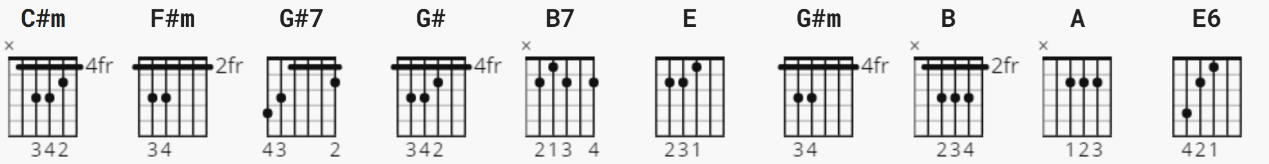 C#m F#m G#7 G# B7 E G#m B A E6
× × × ×
4fr 2fr 4fr 4fr 2fr
342 34 43 2 342 213 4 231 34 234 123 421